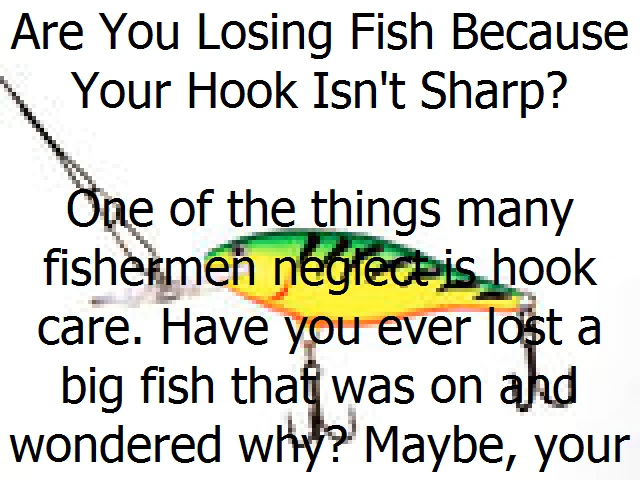 Are You Losing Fish Because
Your Hook Isn't Sharp?
One of the things many
fishermen neglect is hook
care. Have you ever lost a
big fish that was on and
wondered why? Maybe, your